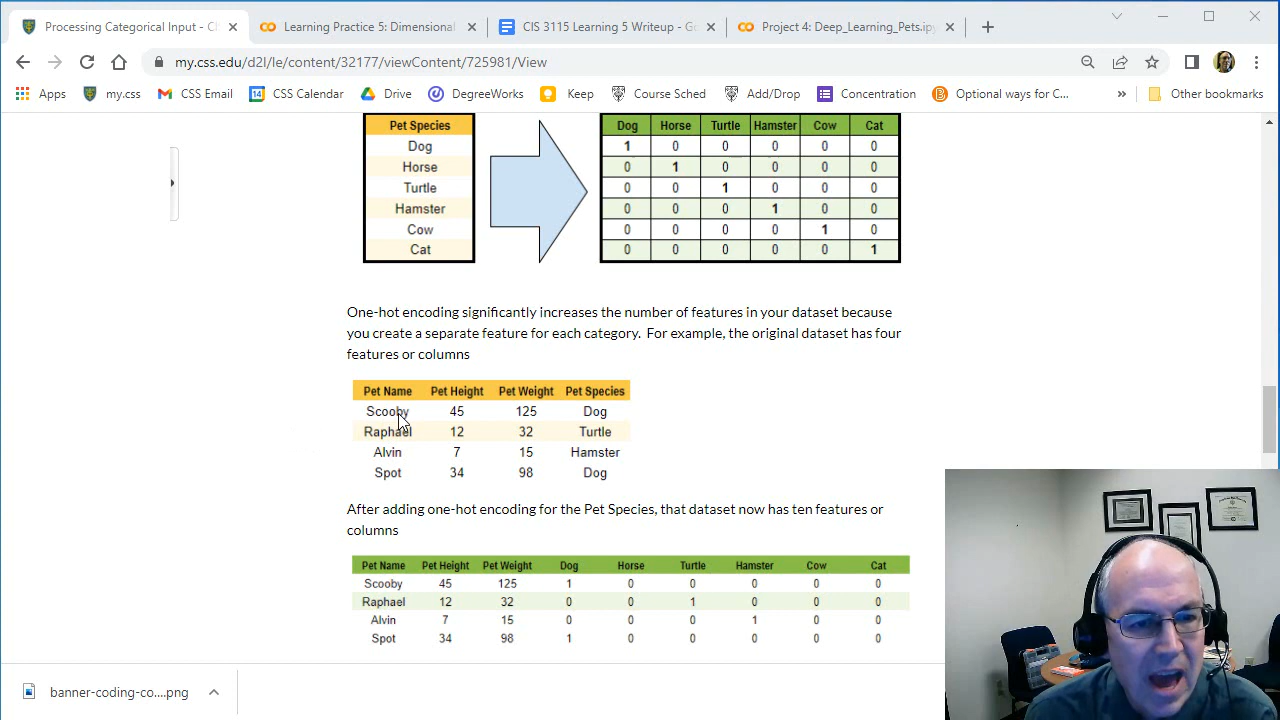 Processing Categorical Input - C
Learning Practice 5: Dimensional
CIS 3115 Learning 5 Writeup - Go
Project 4: Deep_Learning_Pets.ipy
my.css.edu/d2l/le/content/32177/viewContent/725981/View
Apps my.css CSS Email CSS Calendar Drive DegreeWorks Keep Course Sched Add/Drop Concentration Optional ways for C... » Other bookmarks
Pet Species
Dog
Horse
Turtle
Hamster
Cow
Cat
Dog Horse Turtle Hamster Cow Cat
1 0 0 0 0 0
0 1 0 0 0 0
0 0 1 0 0 0
0 0 0 1 0 0
0 0 0 0 1 0
0 0 0 0 0 1
One-hot encoding significantly increases the number of features in your dataset because
you create a separate feature for each category. For example, the original dataset has four
features or columns
Pet Name Pet Height Pet Weight Pet Species
Scooby 45 125 Dog
Raphael 12 32 Turtle
Alvin 7 15 Hamster
Spot 34 98 Dog
After adding one-hot encoding for the Pet Species, that dataset now has ten features or
columns
Pet Name Pet Height Pet Weight Dog Horse Turtle Hamster Cow Cat
Scooby 45 125 1 0 0 0 0 0
Raphael 12 32 0 0 1 0 0 0
Alvin 7 15 0 0 0 1 0 0
Spot 34 98 1 0 0 0 0 0
banner-coding-co....png